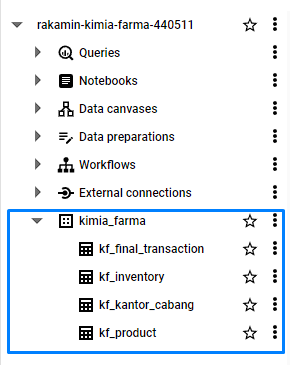 rakamin-kimia-farma-440511
Queries
Notebooks
Data canvases
Data preparations
Workflows
External connections
kimia_farma
kf_final_transaction
kf_inventory
kf_kantor_cabang
kf_product